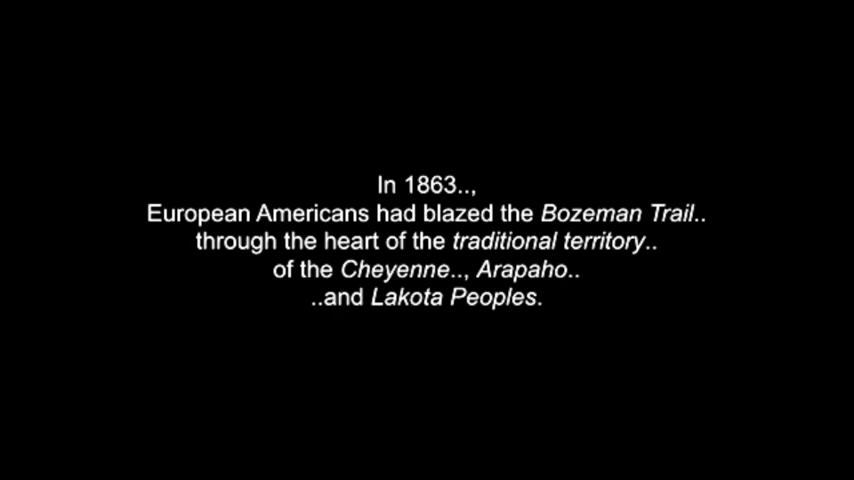 In 1863..,
European Americans had blazed the Bozeman Trail..
through the heart of the traditional territory..
of the Cheyenne.., Arapaho..
..and Lakota Peoples.